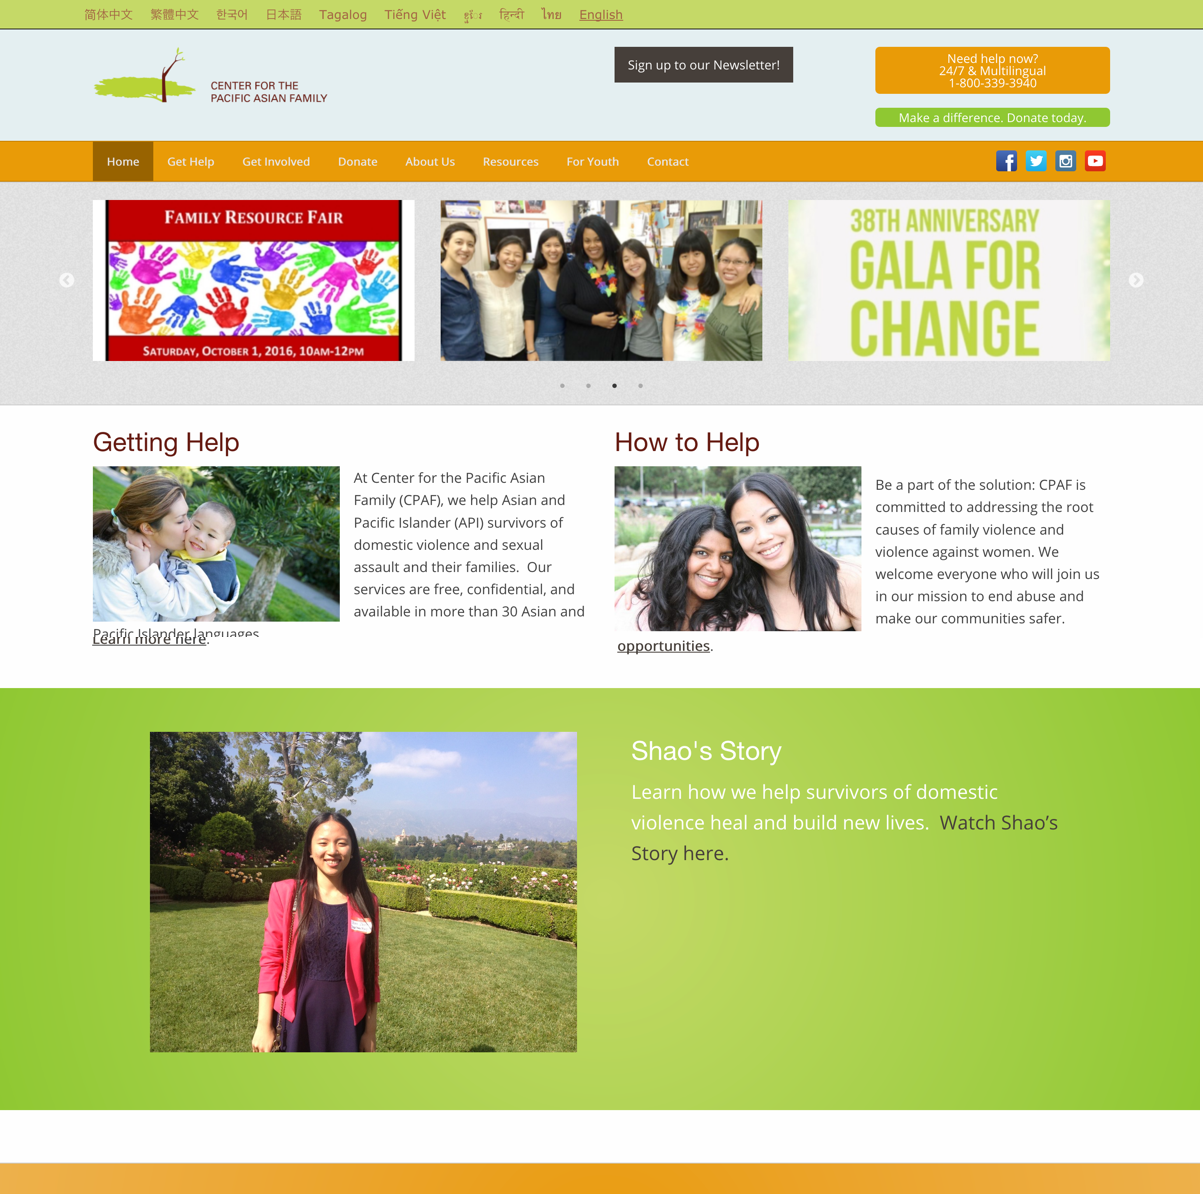 简体中文 繁體中文 한국어 日本語 Tagalog Tiếng Việt हिन्दी ไทย English
CENTER FOR THE
PACIFIC ASIAN FAMILY
Sign up to our Newsletter!
Need help now?
24/7 & Multilingual
1-800-339-3940
Make a difference. Donate today.
Home Get Help Get Involved Donate About Us Resources For Youth Contact
FAMILY RESOURCE FAIR
SATURDAY, OCTOBER 1, 2016, 10AM-12PM
38TH ANNIVERSARY
GALA FOR
CHANGE
Getting Help
At Center for the Pacific Asian
Family (CPAF), we help Asian and
Pacific Islander (API) survivors of
domestic violence and sexual
assault and their families. Our
services are free, confidential, and
available in more than 30 Asian and
Pacific Islander languages
Learn more here.
How to Help
Be a part of the solution: CPAF is
committed to addressing the root
causes of family violence and
violence against women. We
welcome everyone who will join us
in our mission to end abuse and
make our communities safer.
opportunities.
Shao's Story
Learn how we help survivors of domestic
violence heal and build new lives. Watch Shao’s
Story here.